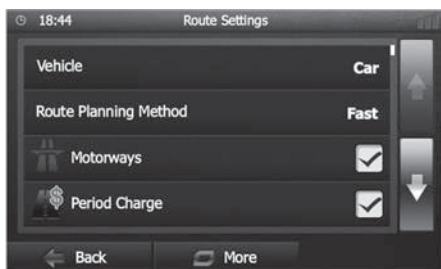 18:44 Route Settings
Vehicle Car
Route Planning Method Fast
Motorways
Period Charge
Back More